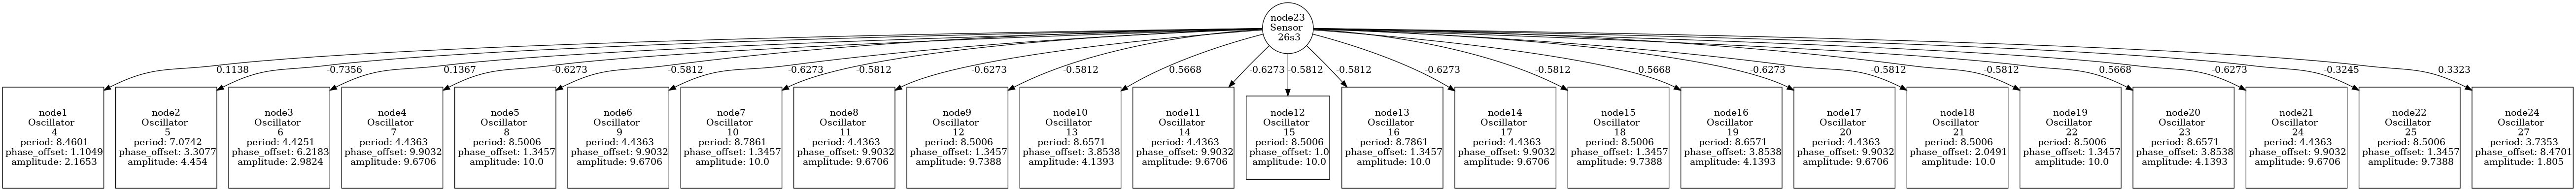 node23
Sensor
26s3
0.1138
-0.7356
0.1367
-0.6273
-0.5812
-0.6273
-0.5812
-0.6273
-0.5812
0.5668
-0.6273
-0.5812
-0.5812
-0.6273
-0.5812
0.5668
-0.6273
-0.5812
-0.5812
0.5668
-0.6273
-0.3245
0.3323
node1
Oscillator
4
period: 8.4601
phase_offset: 1.1049
amplitude: 2.1653
node2
Oscillator
5
period: 7.0742
phase_offset: 3.3077
amplitude: 4.454
node3
Oscillator
6
period: 4.4251
phase_offset: 6.2183
amplitude: 2.9824
node4
Oscillator
7
period: 4.4363
phase_offset: 9.9032
amplitude: 9.6706
node5
Oscillator
8
period: 8.5006
phase_offset: 1.3457
amplitude: 10.0
node6
Oscillator
9
period: 4.4363
phase_offset: 9.9032
amplitude: 9.6706
node7
Oscillator
10
period: 8.7861
phase_offset: 1.3457
amplitude: 10.0
node8
Oscillator
11
period: 4.4363
phase_offset: 9.9032
amplitude: 9.6706
node9
Oscillator
12
period: 8.5006
phase_offset: 1.3457
amplitude: 9.7388
node10
Oscillator
13
period: 8.6571
phase_offset: 3.8538
amplitude: 4.1393
node11
Oscillator
14
period: 4.4363
phase_offset: 9.9032
amplitude: 9.6706
node12
Oscillator
15
period: 8.5006
phase_offset: 1.0
amplitude: 10.0
node13
Oscillator
16
period: 8.7861
phase_offset: 1.3457
amplitude: 10.0
node14
Oscillator
17
period: 4.4363
phase_offset: 9.9032
amplitude: 9.6706
node15
Oscillator
18
period: 8.5006
phase_offset: 1.3457
amplitude: 9.7388
node16
Oscillator
19
period: 8.6571
phase_offset: 3.8538
amplitude: 4.1393
node17
Oscillator
20
period: 4.4363
phase_offset: 9.9032
amplitude: 9.6706
node18
Oscillator
21
period: 8.5006
phase_offset: 2.0491
amplitude: 10.0
node19
Oscillator
22
period: 8.5006
phase_offset: 1.3457
amplitude: 10.0
node20
Oscillator
23
period: 8.6571
phase_offset: 3.8538
amplitude: 4.1393
node21
Oscillator
24
period: 4.4363
phase_offset: 9.9032
amplitude: 9.6706
node22
Oscillator
25
period: 8.5006
phase_offset: 1.3457
amplitude: 9.7388
node24
Oscillator
27
period: 3.7353
phase_offset: 8.4701
amplitude: 1.805